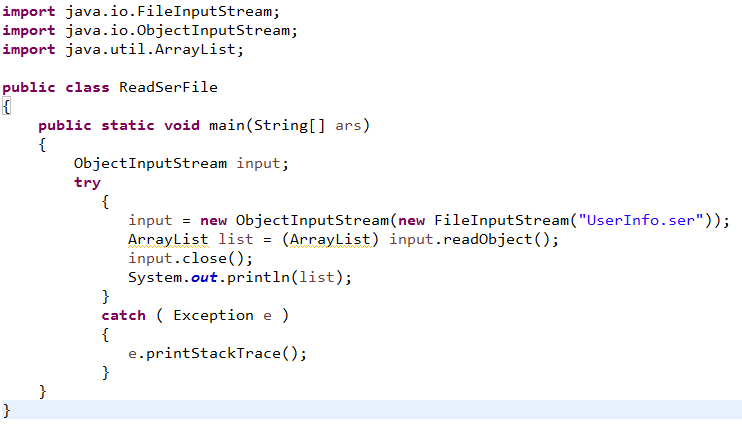 import java.io.FileInputStream;
import java.io.ObjectInputStream;
import java.util.ArrayList;

public class ReadSerFile
{
    public static void main(String[] ars)
    {
        ObjectInputStream input;
        try
           {
              input = new ObjectInputStream(new FileInputStream("UserInfo.ser"));
              ArrayList list = (ArrayList) input.readObject();
              input.close();
              System.out.println(list);
           }
           catch ( Exception e )
           {
              e.printStackTrace();
           }
    }
}